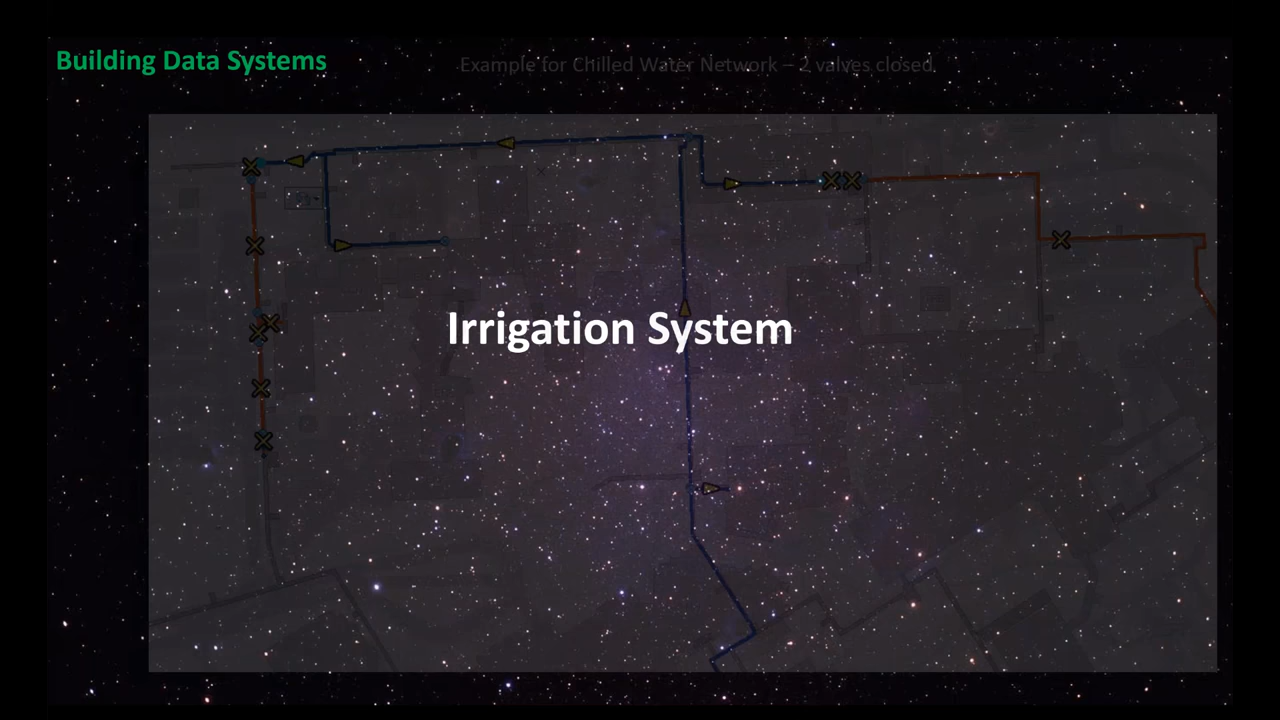 Building Data Systems
Example for Chilled Water Network – 2 valves closed
Irrigation System